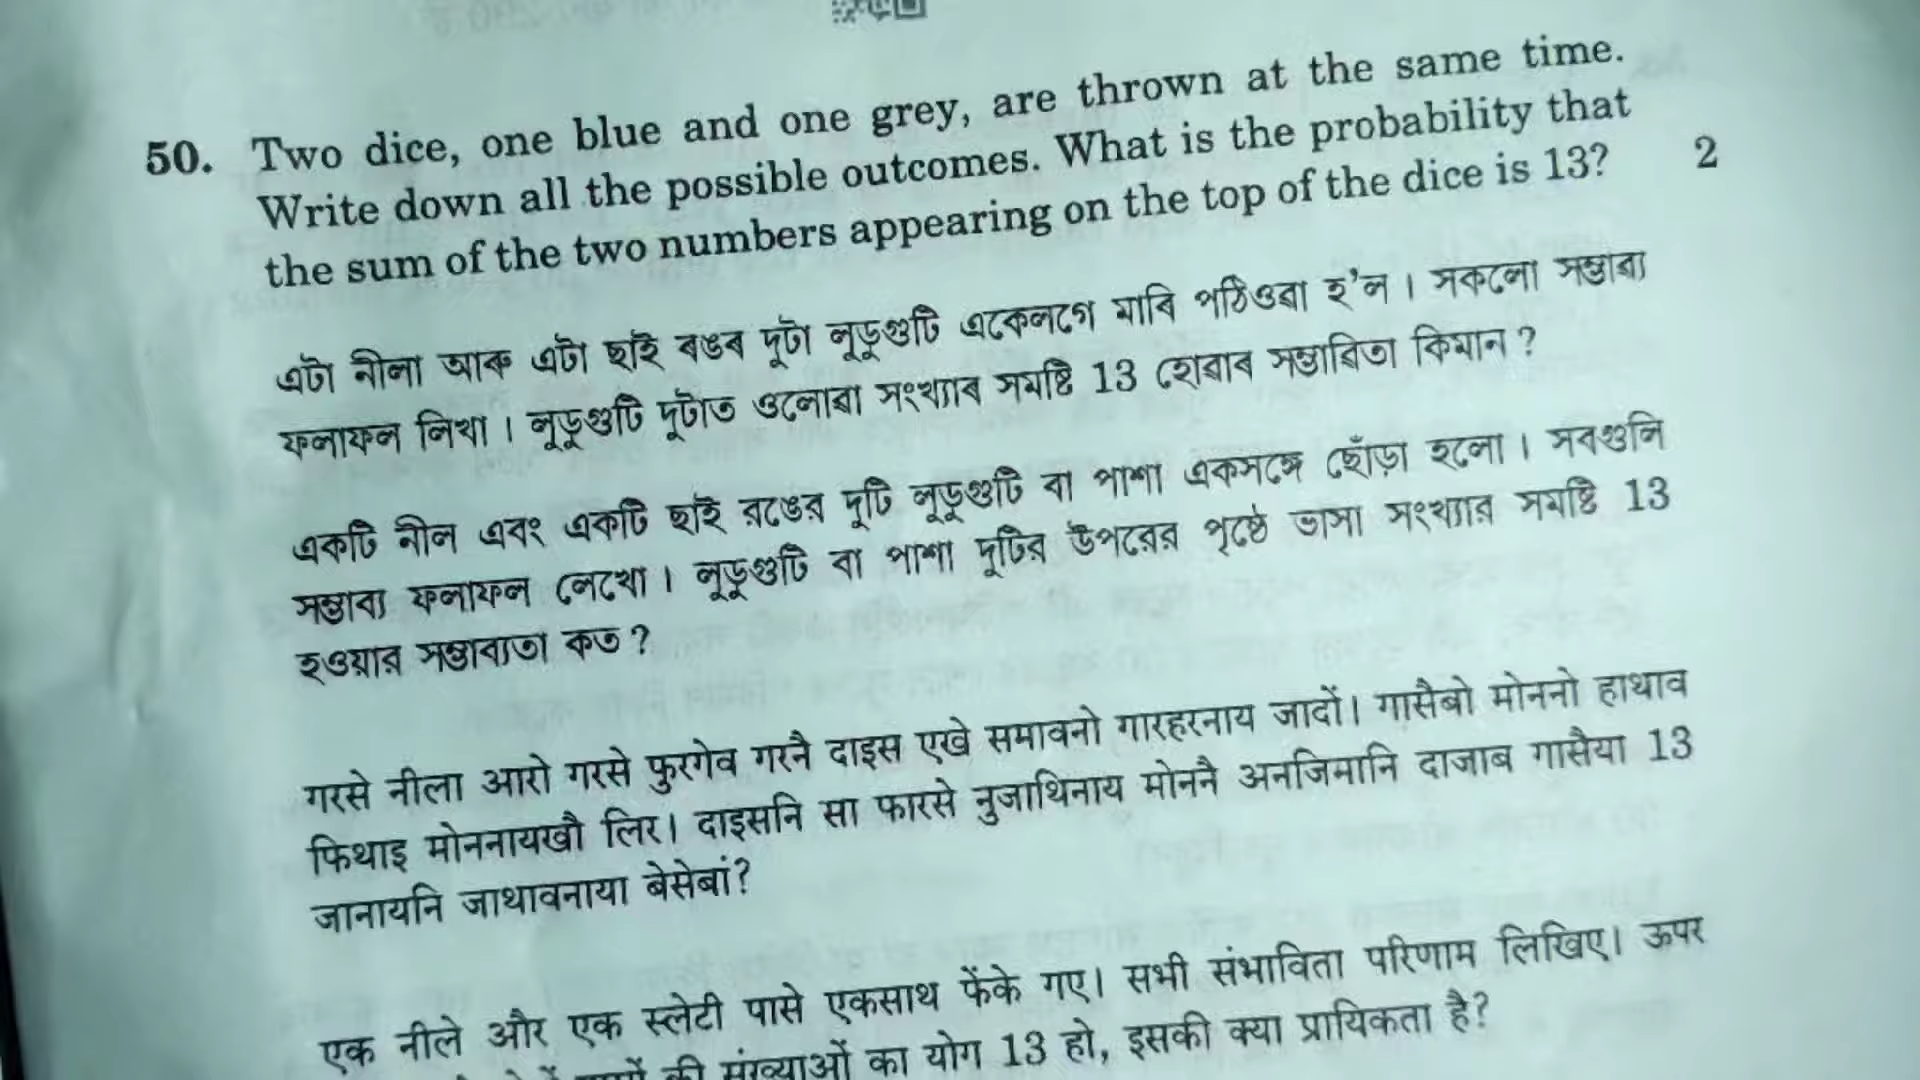 50. Two dice, one blue and one grey, are thrown at the same time.
Write down all the possible outcomes. What is the probability that
the sum of the two numbers appearing on the top of the dice is 13? 2
এটা নীলা আৰু এটা ছাই ৰঙৰ দুটা লুডুগুটি একেলগে মাৰি পঠিওৱা হ'ল। সকলো সম্ভাব্য
ফলাফল লিখা। লুডুগুটি দুটাত ওলোৱা সংখ্যাৰ সমষ্টি 13 হোৱাৰ সম্ভাৱিতা কিমান?
একটি নীল এবং একটি ছাই রঙের দুটি লুডুগুটি বা পাশা একসঙ্গে ছোঁড়া হলো। সবগুলি
সম্ভাব্য ফলাফল লেখো। লুডুগুটি বা পাশা দুটির উপরের পৃষ্ঠে ভাসা সংখ্যার সমষ্টি 13
হওয়ার সম্ভাব্যতা কত?
गरसे नीला आरो गरसे फुरगेव गरनै दाइस एखे समावनो गारहरनाय जादों। गासैबो मोननो हाथाव
फिथाइ मोननायखौ लिर। दाइसनि सा फारसे नुजाथिनाय मोननै अनजिमानि दाजाब गासैया 13
जानायनि जाथावनाया बेसेबां?
एक नीले और एक स्लेटी पासे एकसाथ फेंके गए। सभी संभाविता परिणाम लिखिए। ऊपर
की संख्याओं का योग 13 हो, इसकी क्या प्रायिकता है?